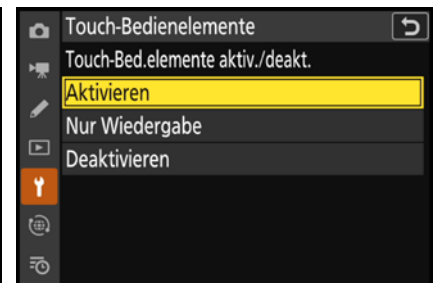 Touch-Bedienelemente
Touch-Bed.elemente aktiv./deakt.
Aktivieren
Nur Wiedergabe
Deaktivieren